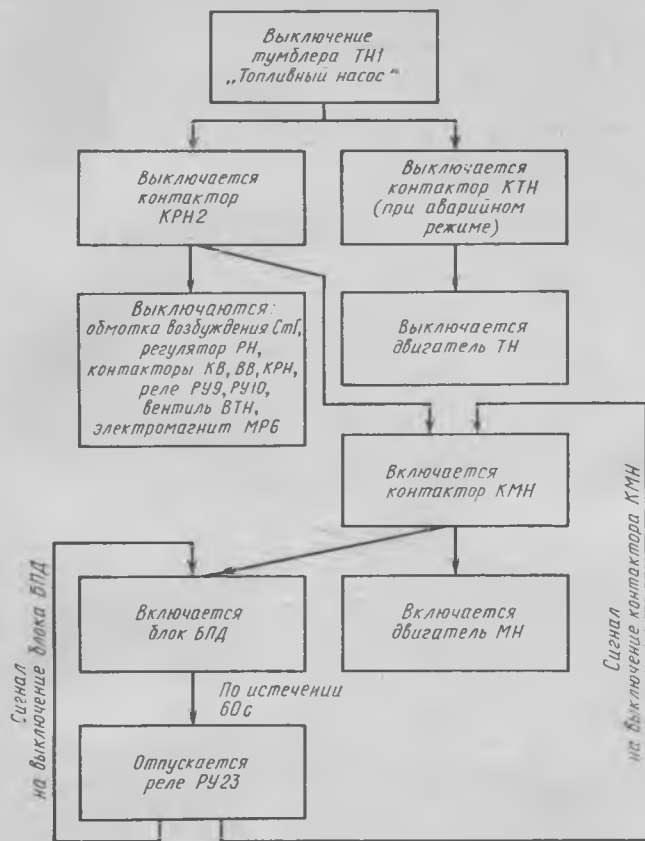 Выключение
тумблера ТН1
„Топливный насос“
Выключается
контактор
КРН2
Выключается
контактор КТН
(при аварийном
режиме)
Выключаются:
обмотка возбуждения СтГ,
регулятор РН,
контакторы КВ, ВВ, КРН,
реле РУ9, РУ10,
вентиль ВТН,
электромагнит МР6
Выключается
двигатель ТН
Включается
контактор КМН
Включается
блок БПД
Включается
двигатель МН
По истечении
60с
Отпускается
реле РУ23
Сигнал
на выключение блока БПД
Сигнал
на выключение контактора КМН